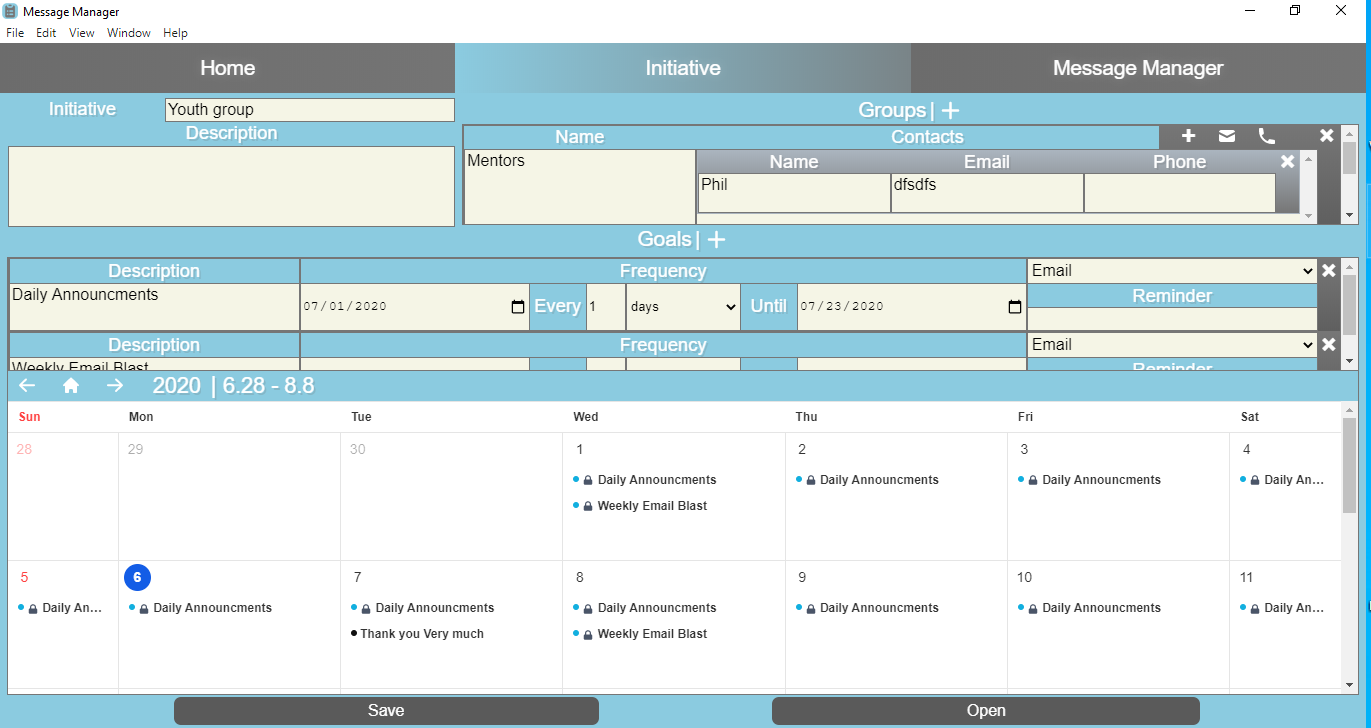 Message Manager
File Edit View Window Help
Home Initiative Message Manager
Initiative Youth group
Description
Groups|
Name Contacts
Mentors
Name Email Phone
Phil dfsdfs
Goals|
Description Frequency Email
Daily Announcments 07/01/2020 Every 1 days Until 07/23/2020
Reminder
Description Frequency Email
Weekly Email Blast
Reminder
2020 | 6.28 - 8.8
Sun Mon Tue Wed Thu Fri Sat
28 29 30 1 2 3 4
Daily Announcments Daily Announcments Daily Announcments Daily An...
Weekly Email Blast
5 6 7 8 9 10 11
Daily An... Daily Announcments Daily Announcments Daily Announcments Daily Announcments Daily Announcments Daily An...
Thank you Very much Weekly Email Blast
Save Open